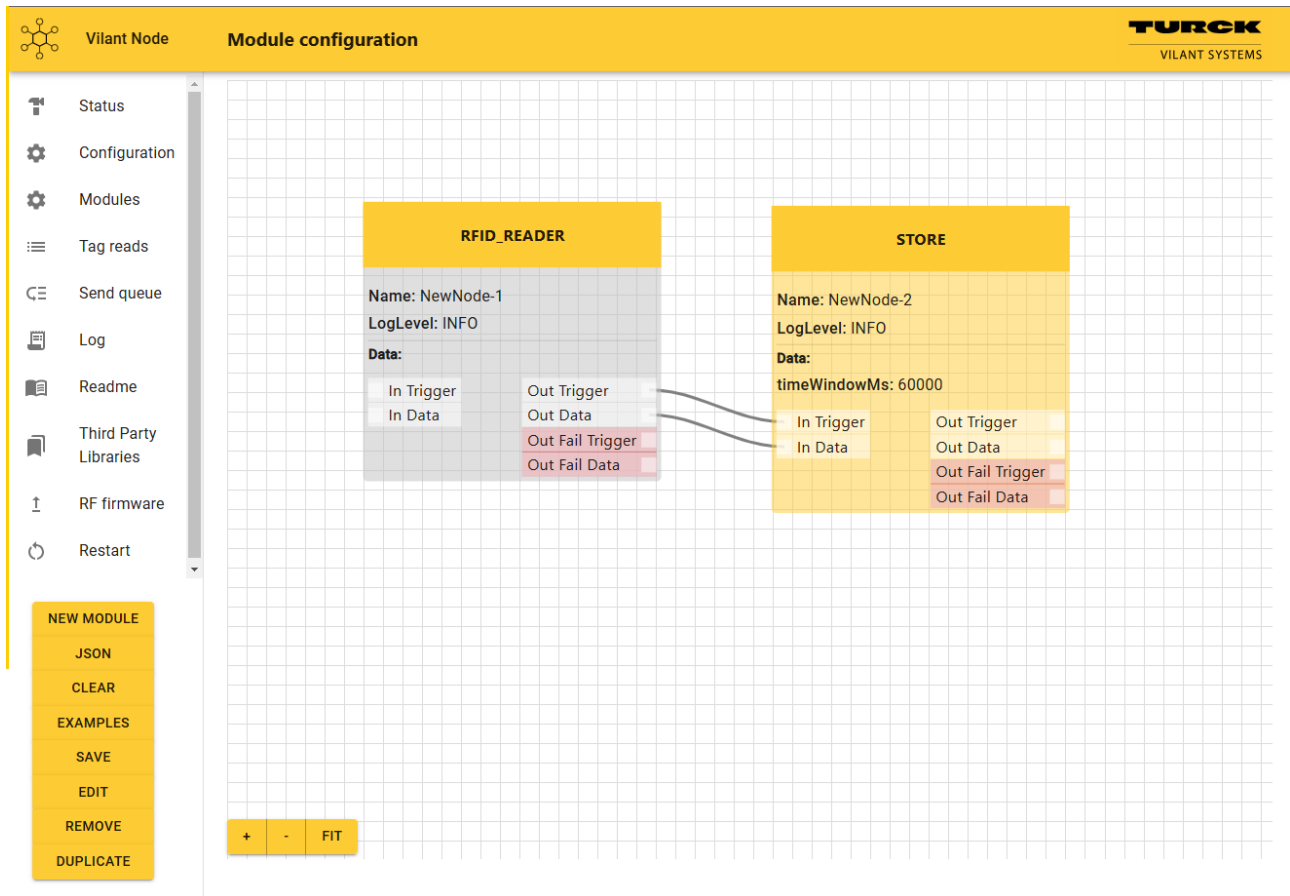 Vilant Node
Module configuration
TURCK
VILANT SYSTEMS
Status
Configuration
Modules
Tag reads
Send queue
Log
Readme
Third Party
Libraries
RF firmware
Restart
NEW MODULE
JSON
CLEAR
EXAMPLES
SAVE
EDIT
REMOVE
DUPLICATE
RFID_READER
Name: NewNode-1
LogLevel: INFO
Data:
In Trigger
In Data
Out Trigger
Out Data
Out Fail Trigger
Out Fail Data
STORE
Name: NewNode-2
LogLevel: INFO
Data:
timeWindowMs: 60000
In Trigger
In Data
Out Trigger
Out Data
Out Fail Trigger
Out Fail Data
+ - FIT